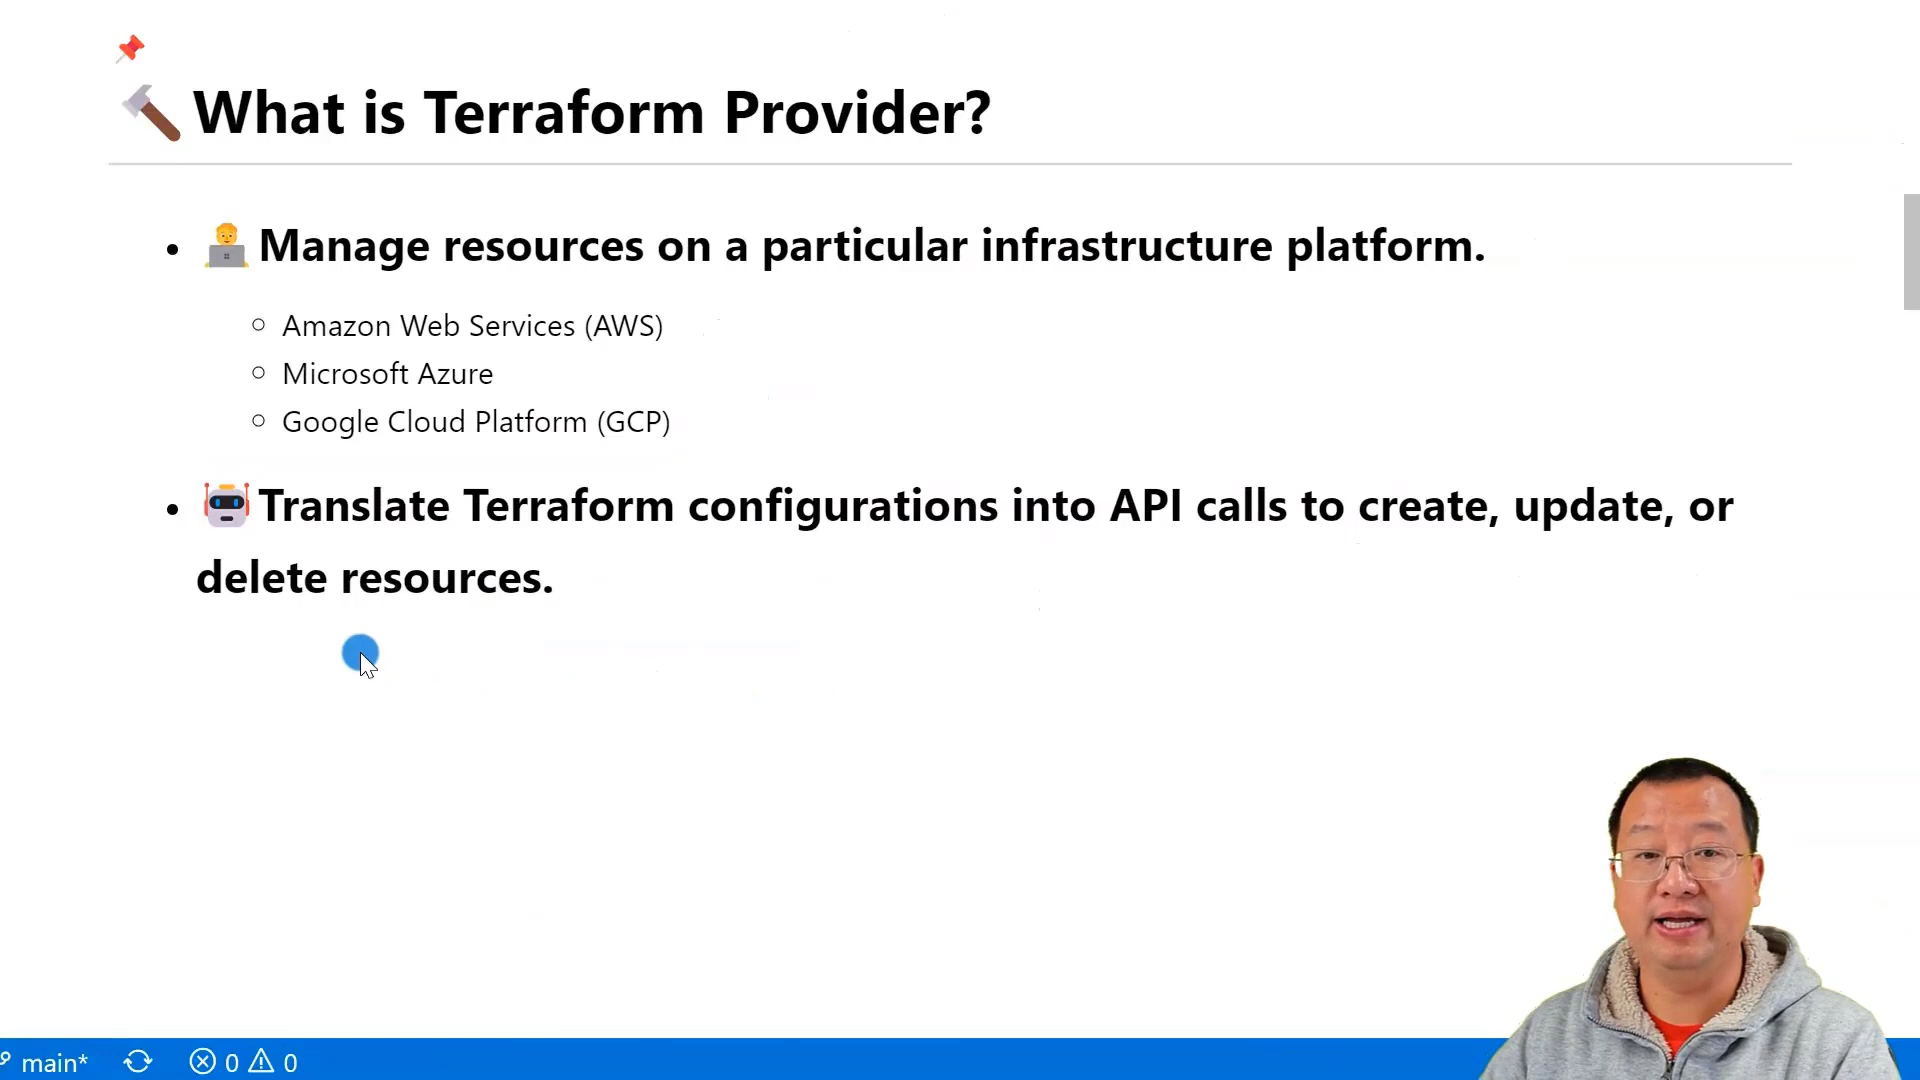 What is Terraform Provider?
Manage resources on a particular infrastructure platform.
Amazon Web Services (AWS)
Microsoft Azure
Google Cloud Platform (GCP)
Translate Terraform configurations into API calls to create, update, or
delete resources.
main* 0 0